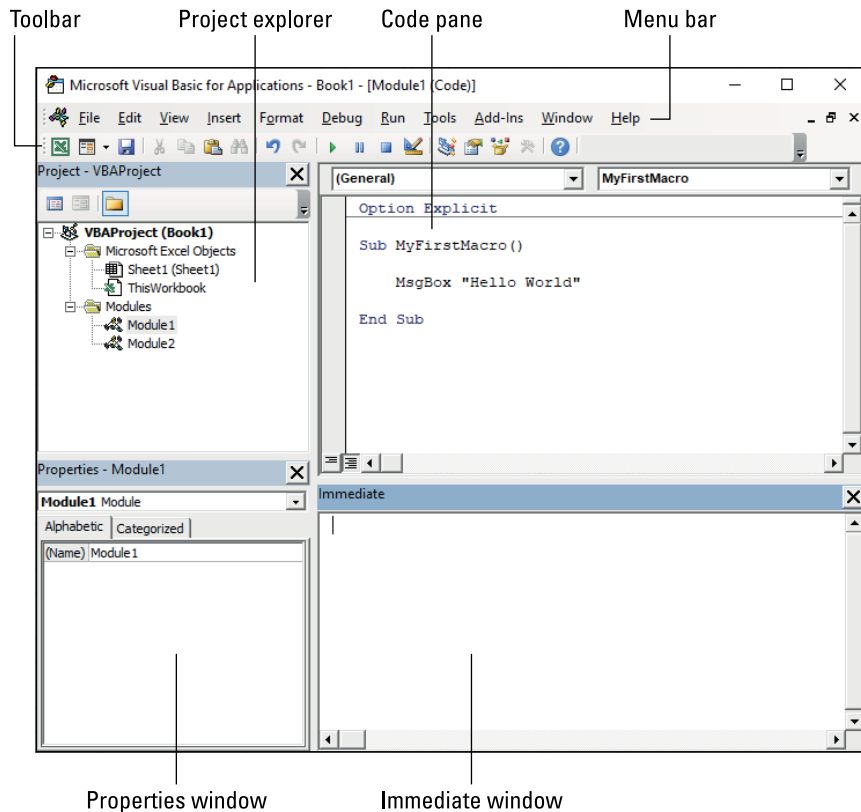 Toolbar
Project explorer
Code pane
Menu bar
Microsoft Visual Basic for Applications - Book1 - [Module1 (Code)]
File Edit View Insert Format Debug Run Tools Add-Ins Window Help
Project - VBAProject
(General)
MyFirstMacro
VBAProject (Book1)
Microsoft Excel Objects
Sheet1 (Sheet1)
ThisWorkbook
Modules
Module1
Module2
Option Explicit
Sub MyFirstMacro()
MsgBox "Hello World"
End Sub
Properties - Module1
Module1 Module
Alphabetic
Categorized
(Name) Module1
Immediate
Properties window
Immediate window